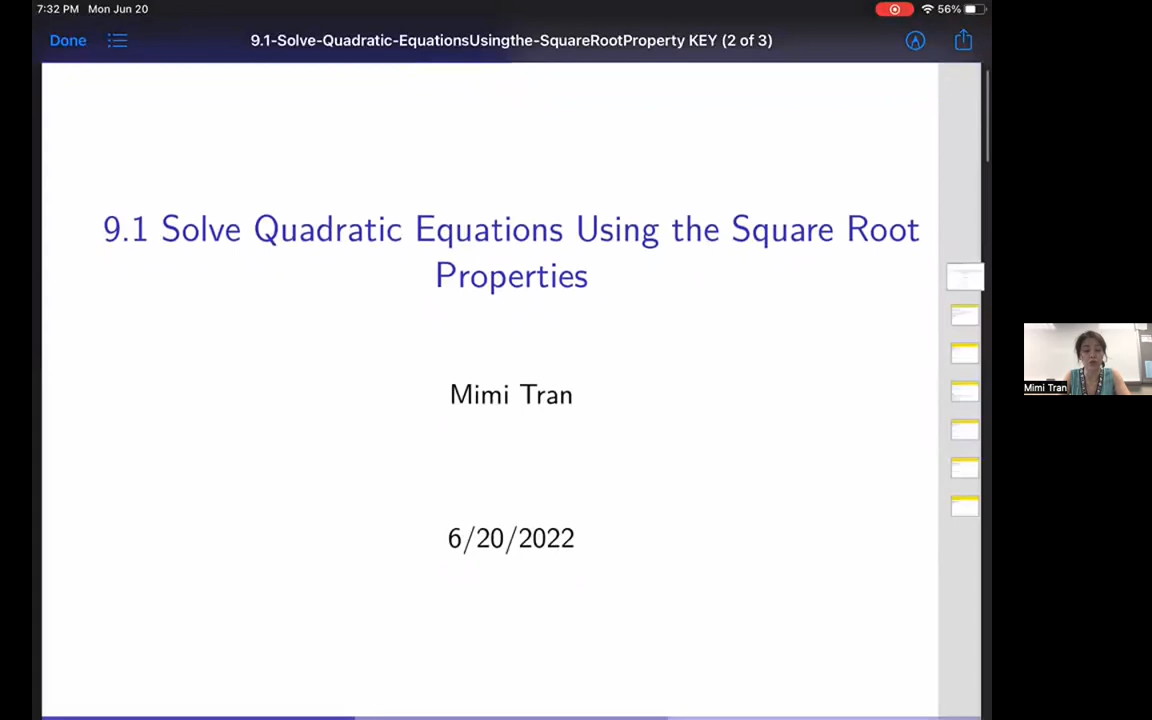 7:32 PM Mon Jun 20
56%
Done
9.1-Solve-Quadratic-EquationsUsingthe-SquareRootProperty KEY (2 of 3)
9.1 Solve Quadratic Equations Using the Square Root
Properties
Mimi Tran
Mimi Tran
6/20/2022